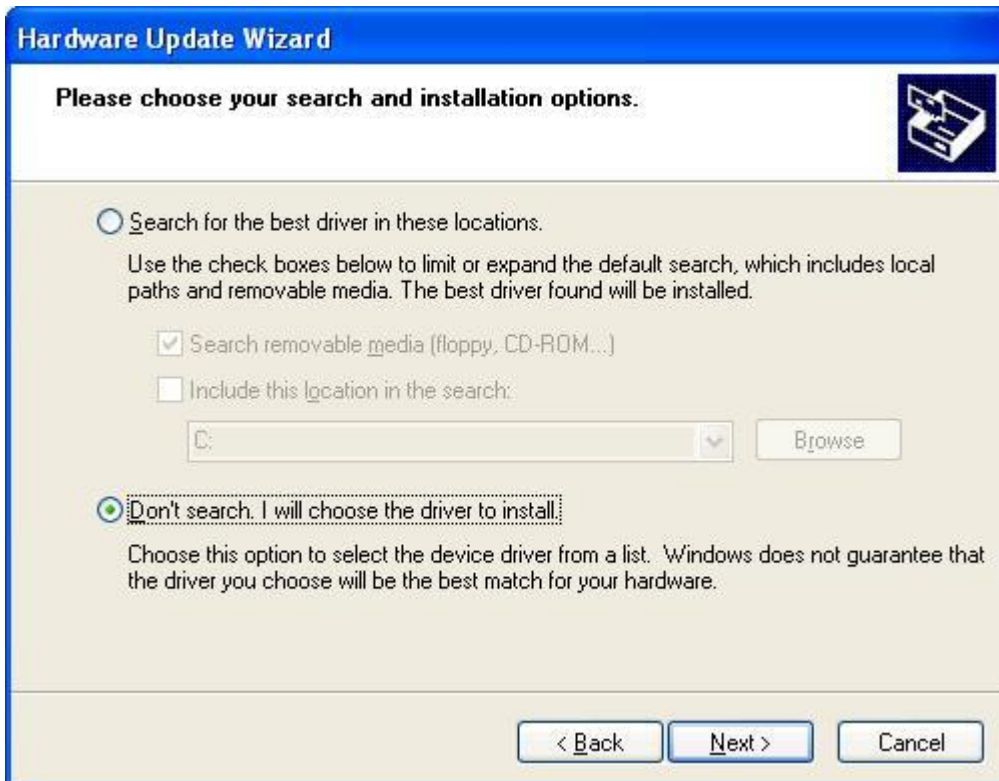 Hardware Update Wizard
Please choose your search and installation options.
Search for the best driver in these locations.
Use the check boxes below to limit or expand the default search, which includes local
paths and removable media. The best driver found will be installed.
Search removable media (floppy, CD-ROM...)
Include this location in the search:
C:
Browse
Don't search. I will choose the driver to install.
Choose this option to select the device driver from a list. Windows does not guarantee that
the driver you choose will be the best match for your hardware.
< Back
Next >
Cancel